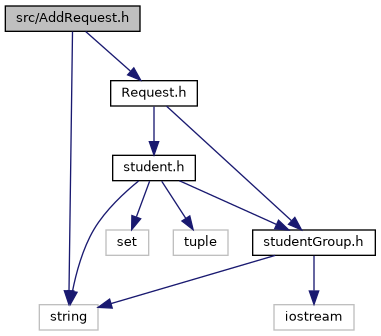 src/AddRequest.h
Request.h
student.h
set
tuple
studentGroup.h
string
iostream